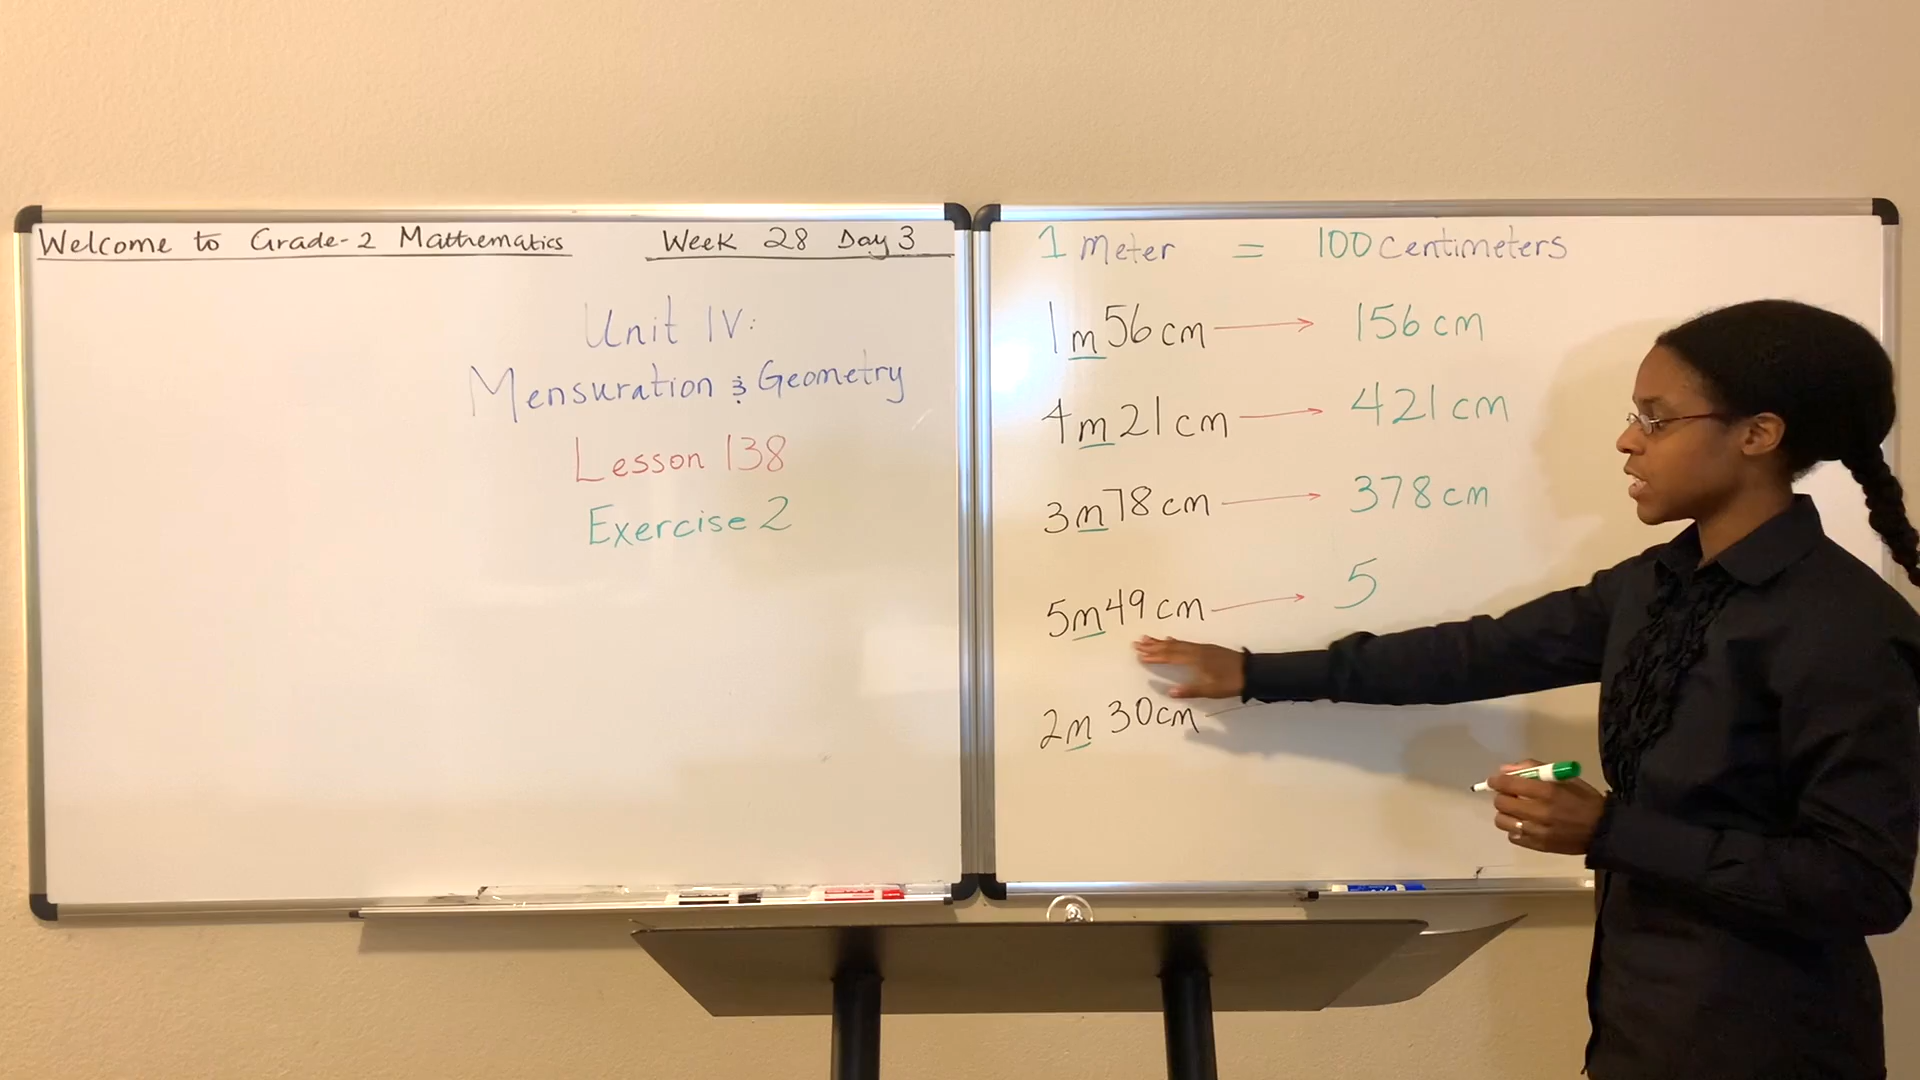 Welcome to Grade-2 Mathematics Week 28 Day 3
Unit IV:
Mensuration & Geometry
Lesson 138
Exercise 2
1 Meter = 100 Centimeters
1m 56 cm → 156 cm
4m 21 cm → 421 cm
3m 78 cm → 378 cm
5m 49 cm → 5
2m 30cm